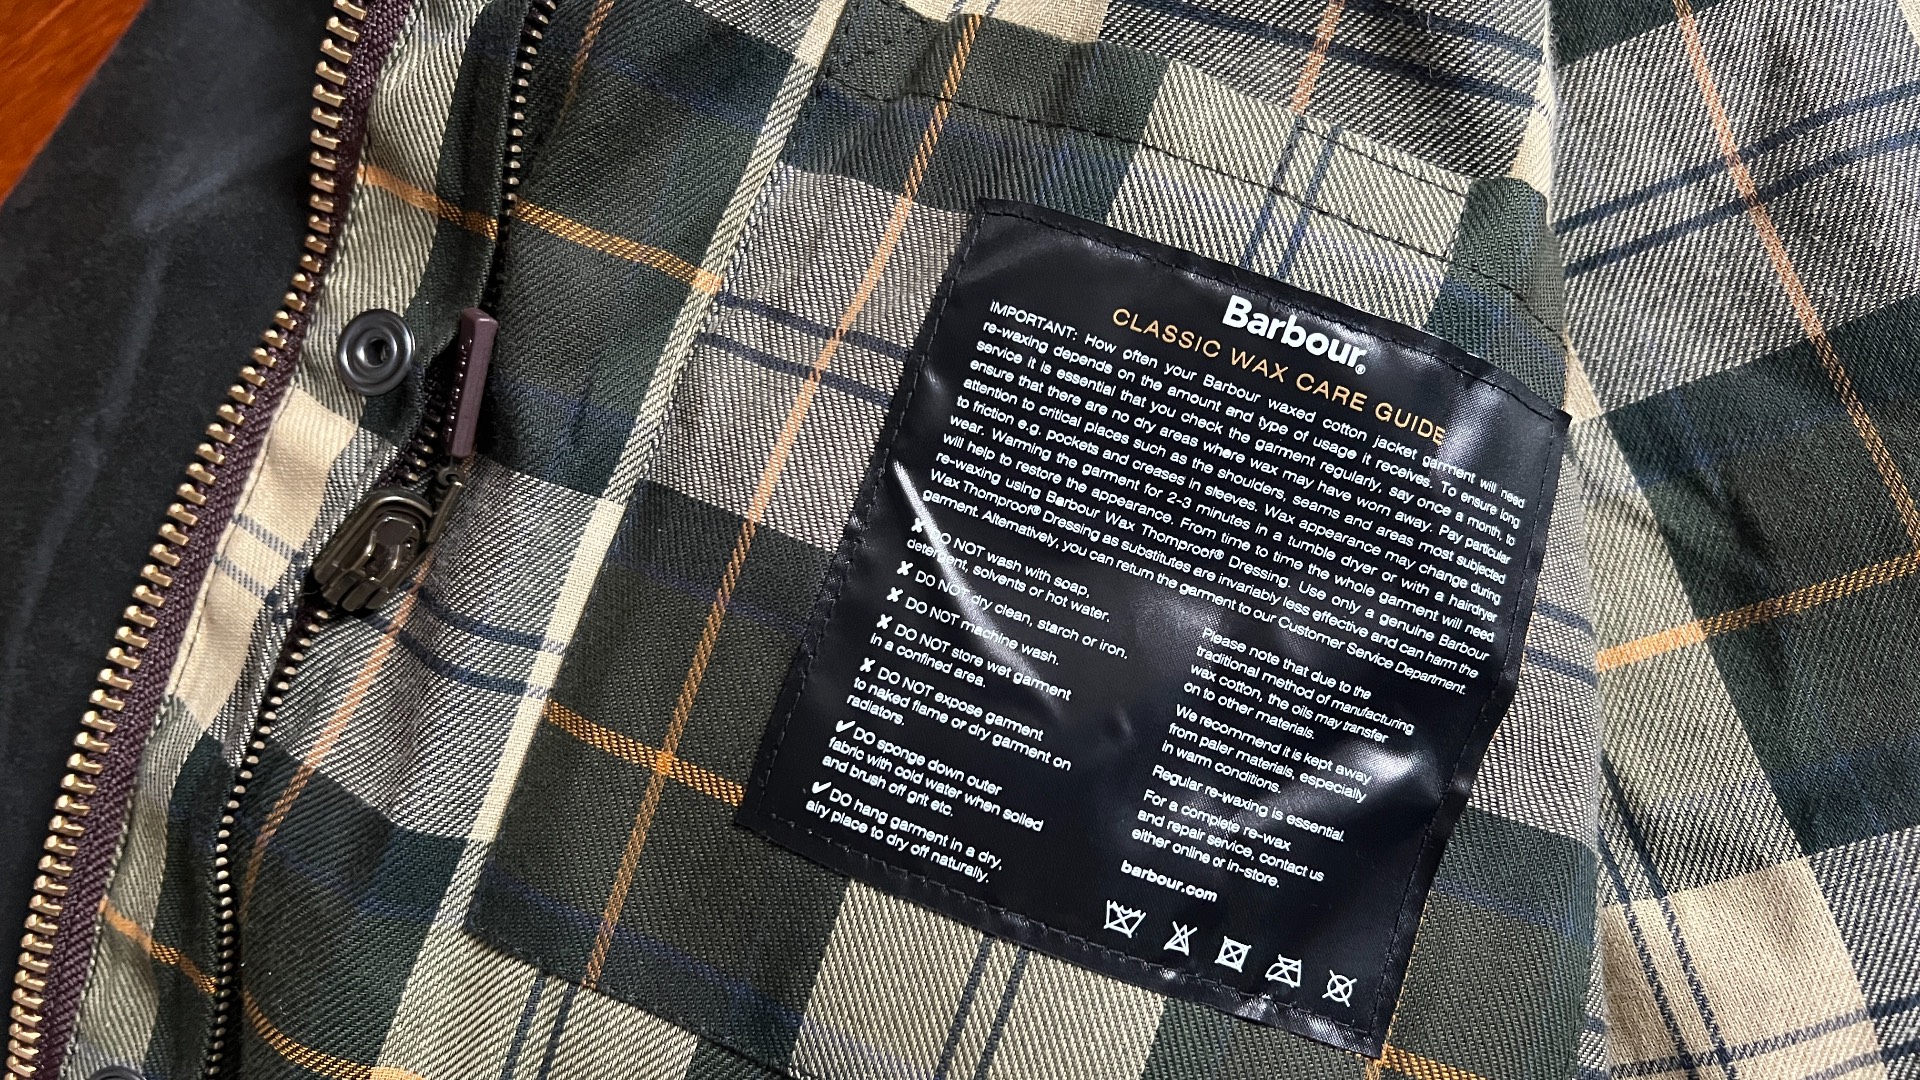 Barbour®
CLASSIC WAX CARE GUIDE
IMPORTANT: How often your Barbour waxed cotton jacket garment will need
re-waxing depends on the amount and type of usage it receives. To ensure long
service it is essential that you check the garment regularly, say once a month, to
ensure that there are no dry areas where wax may have worn away. Pay particular
attention to critical places such as the shoulders, seams and areas most subjected
to friction e.g. pockets and creases in sleeves. Wax appearance may change during
wear. Warming the garment for 2-3 minutes in a tumble dryer or with a hairdryer
will help to restore the appearance. From time to time the whole garment will need
re-waxing using Barbour Wax Thornproof® Dressing. Use only a genuine Barbour
Wax Thornproof® Dressing as substitutes are invariably less effective and can harm the
garment. Alternatively, you can return the garment to our Customer Service Department.
✘ DO NOT wash with soap,
detergent, solvents or hot water.
✘ DO NOT dry clean, starch or iron.
✘ DO NOT machine wash.
✘ DO NOT store wet garment
in a confined area.
✘ DO NOT expose garment
to naked flame or dry garment on
radiators.
✔ DO sponge down outer
fabric with cold water when soiled
and brush off grit etc.
✔ DO hang garment in a dry,
airy place to dry off naturally.
Please note that due to the
traditional method of manufacturing
wax cotton, the oils may transfer
on to other materials.
We recommend it is kept away
from paler materials, especially
in warm conditions.
Regular re-waxing is essential.
For a complete re-wax
and repair service, contact us
either online or in-store.
barbour.com